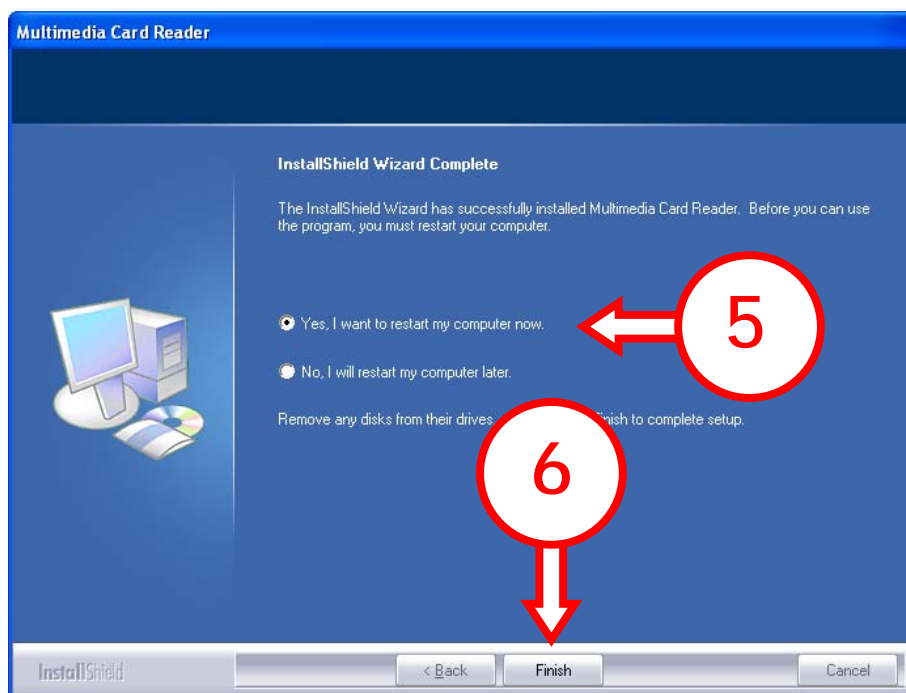 Multimedia Card Reader
InstallShield Wizard Complete
The InstallShield Wizard has successfully installed Multimedia Card Reader. Before you can use
the program, you must restart your computer.
Yes, I want to restart my computer now.
5
No, I will restart my computer later.
Remove any disks from their drives, Finish to complete setup.
6
InstallShield
< Back
Finish
Cancel